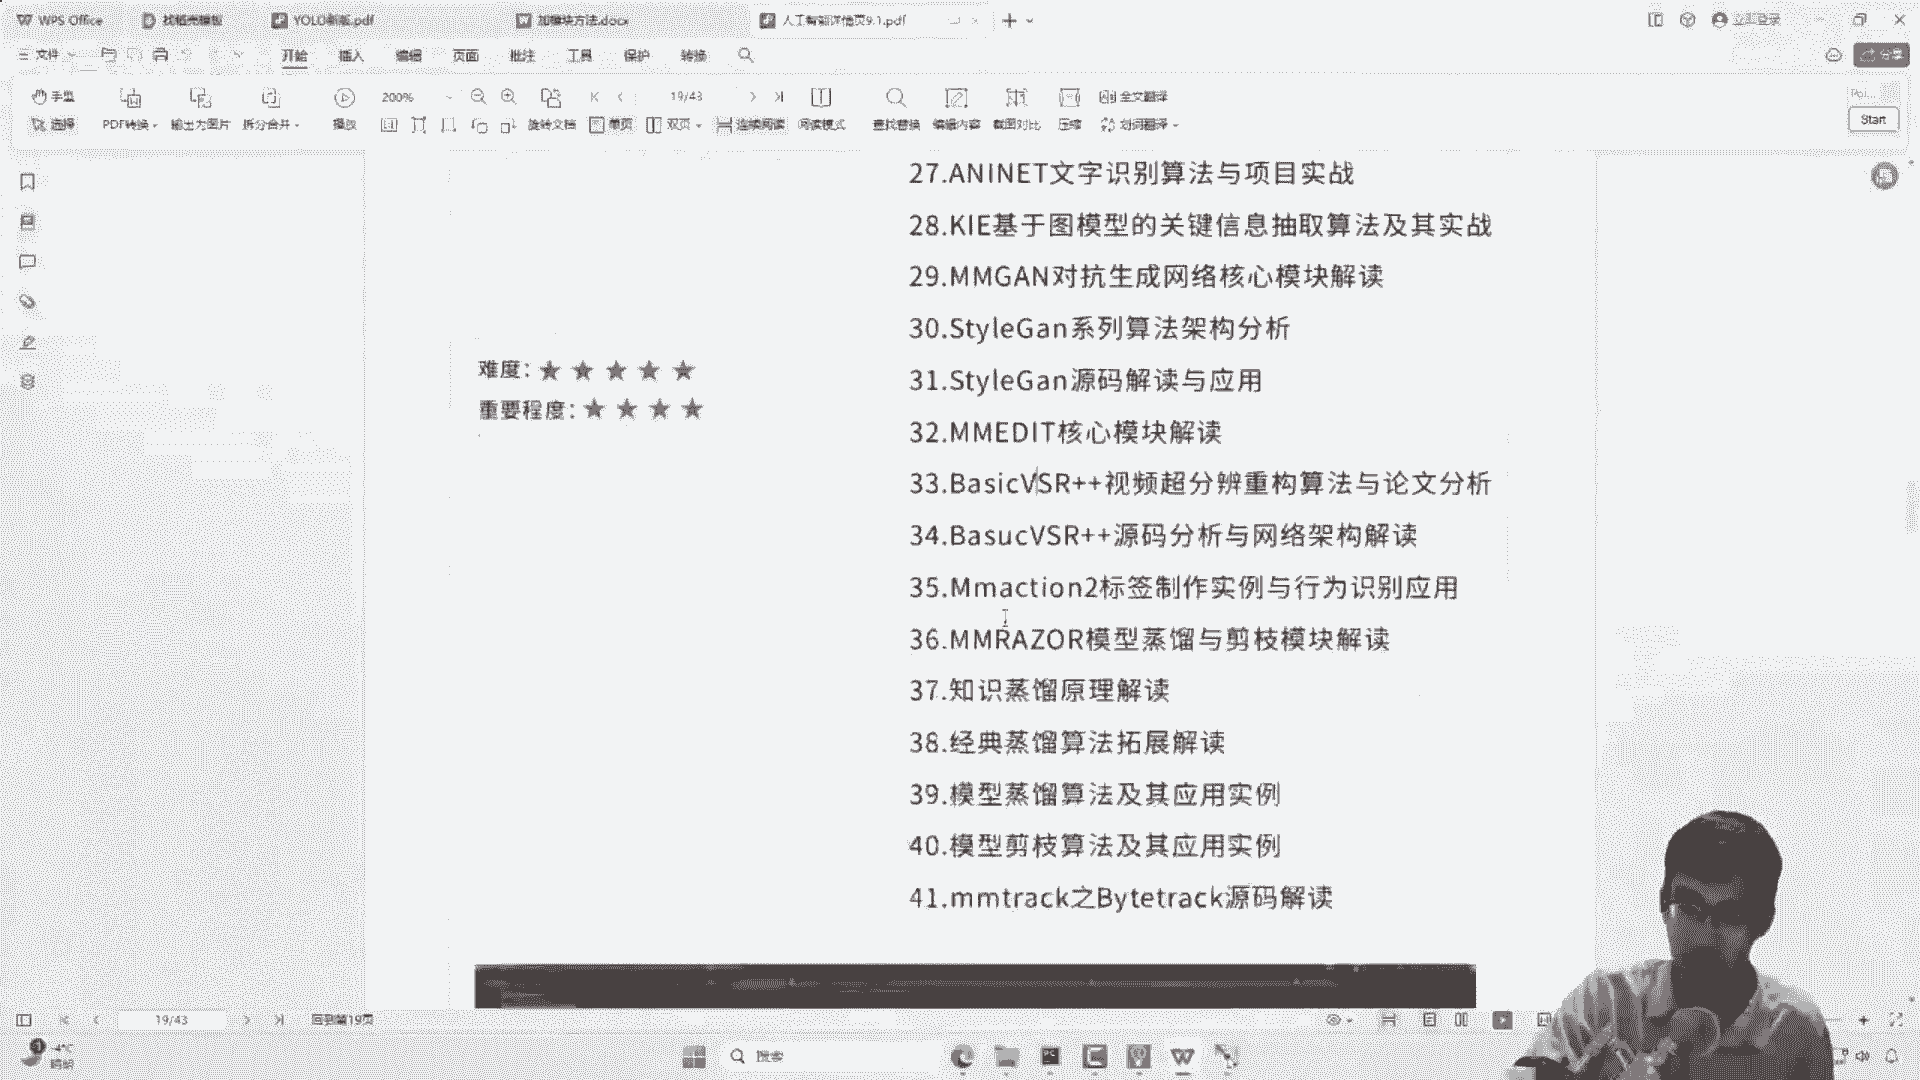 WPS Office
找稻壳模板
YOLO新版.pdf
加模块方法.docx
人工智能详情页9.1.pdf
立即登录
文件
开始
插入
编辑
页面
批注
工具
保护
转换
分享
手型
200%
19/43
全文翻译
选择
PDF转换
输出为图片
拆分合并
播放
旋转文档
单页
双页
连续阅读
阅读模式
查找替换
编辑内容
截图对比
压缩
划词翻译
Start
27.ANINET文字识别算法与项目实战
28.KIE基于图模型的关键信息抽取算法及其实战
29.MMGAN对抗生成网络核心模块解读
30.StyleGan系列算法架构分析
难度：★ ★ ★ ★ ★
31.StyleGan源码解读与应用
重要程度：★ ★ ★ ★
32.MMEDIT核心模块解读
33.BasicVSR++视频超分辨重构算法与论文分析
34.BasucVSR++源码分析与网络架构解读
35.Mmaction2标签制作实例与行为识别应用
36.MMRAZOR模型蒸馏与剪枝模块解读
37.知识蒸馏原理解读
38.经典蒸馏算法拓展解读
39.模型蒸馏算法及其应用实例
40.模型剪枝算法及其应用实例
41.mmtrack之Bytetrack源码解读
19/43
回到第19页
-4°C
晴朗
搜索